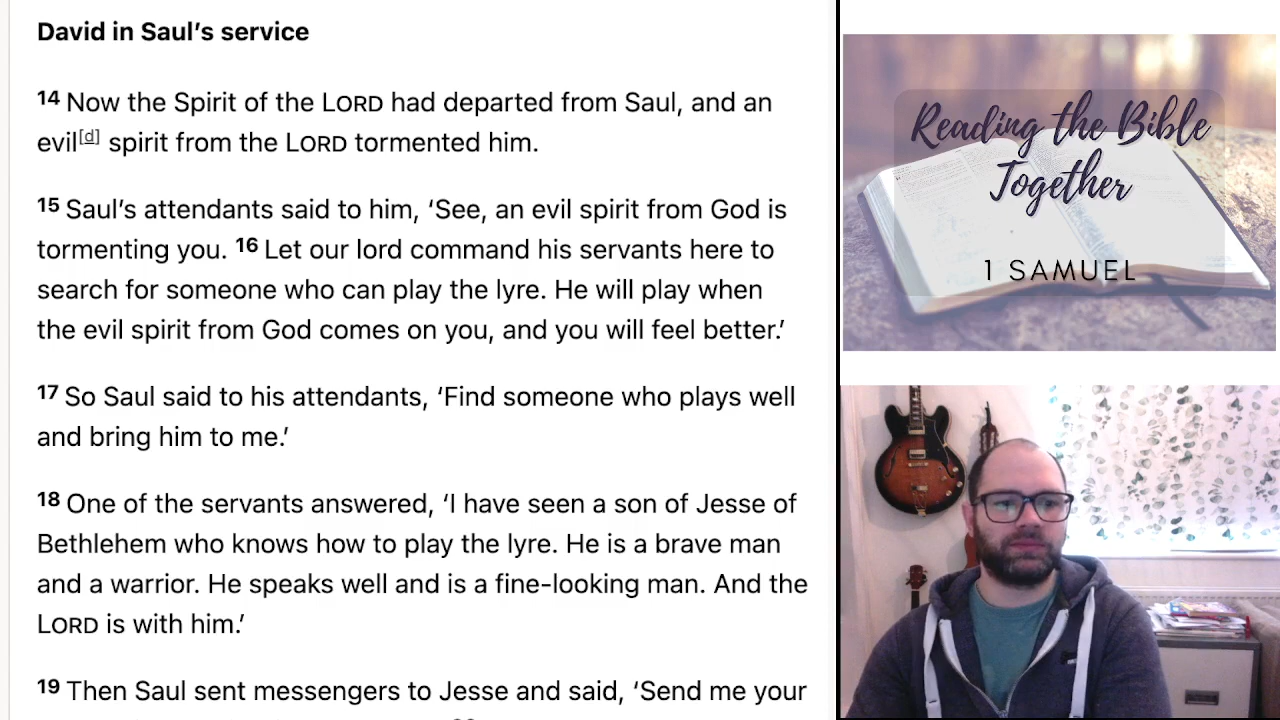 David in Saul’s service
14 Now the Spirit of the LORD had departed from Saul, and an
evil[d] spirit from the LORD tormented him.
15 Saul’s attendants said to him, ‘See, an evil spirit from God is
tormenting you. 16 Let our lord command his servants here to
search for someone who can play the lyre. He will play when
the evil spirit from God comes on you, and you will feel better.’
17 So Saul said to his attendants, ‘Find someone who plays well
and bring him to me.’
18 One of the servants answered, ‘I have seen a son of Jesse of
Bethlehem who knows how to play the lyre. He is a brave man
and a warrior. He speaks well and is a fine-looking man. And the
LORD is with him.’
19 Then Saul sent messengers to Jesse and said, ‘Send me your
Reading the Bible
Together
1 SAMUEL